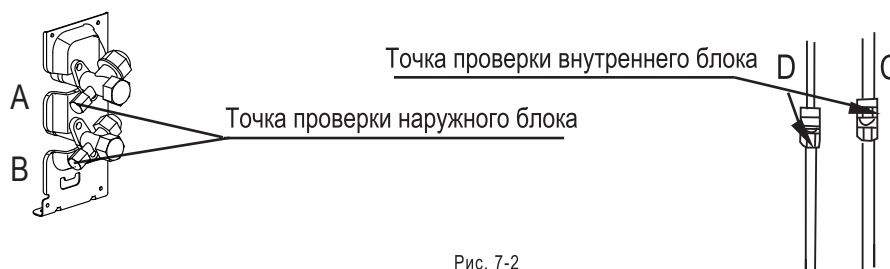 Точка проверки внутреннего блока
D
C
A
Точка проверки наружного блока
B
Рис. 7-2